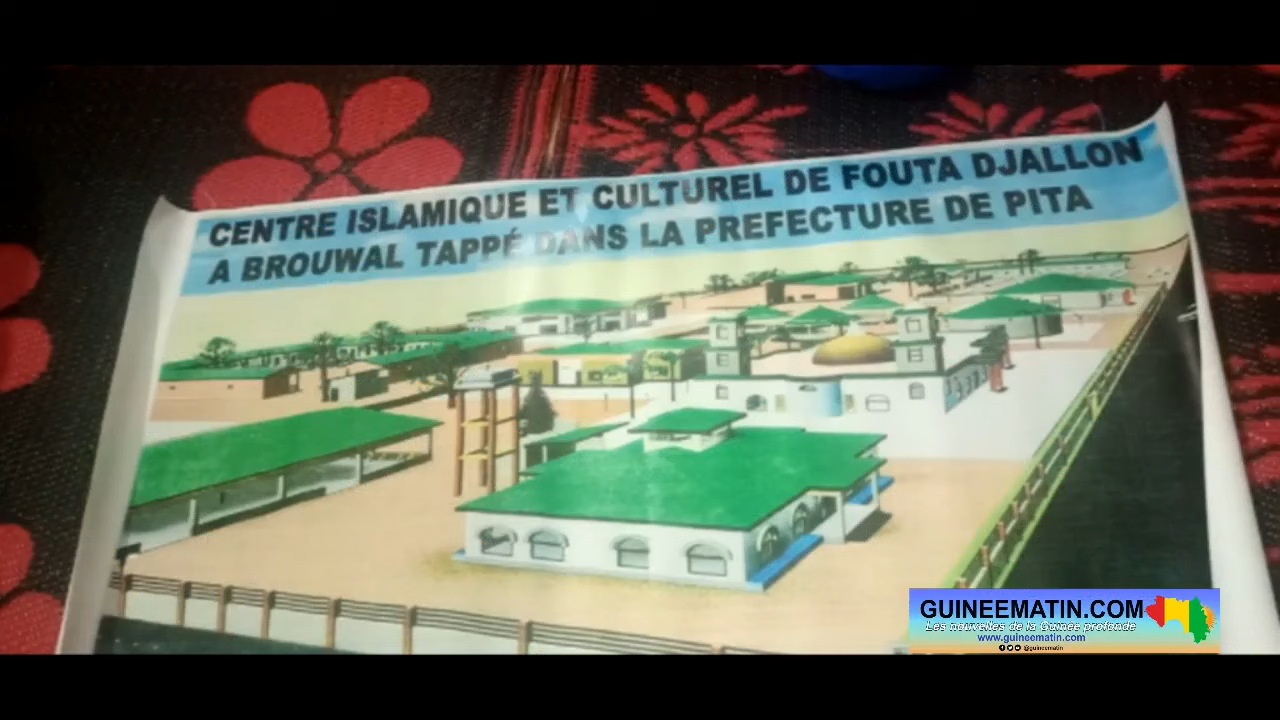 CENTRE ISLAMIQUE ET CULTUREL DE FOUTA DJALLON
A BROUWAL TAPPÉ DANS LA PREFECTURE DE PITA
GUINEEMATIN.COM
Les nouvelles de la Guinée profonde
www.guineematin.com
@guineematin